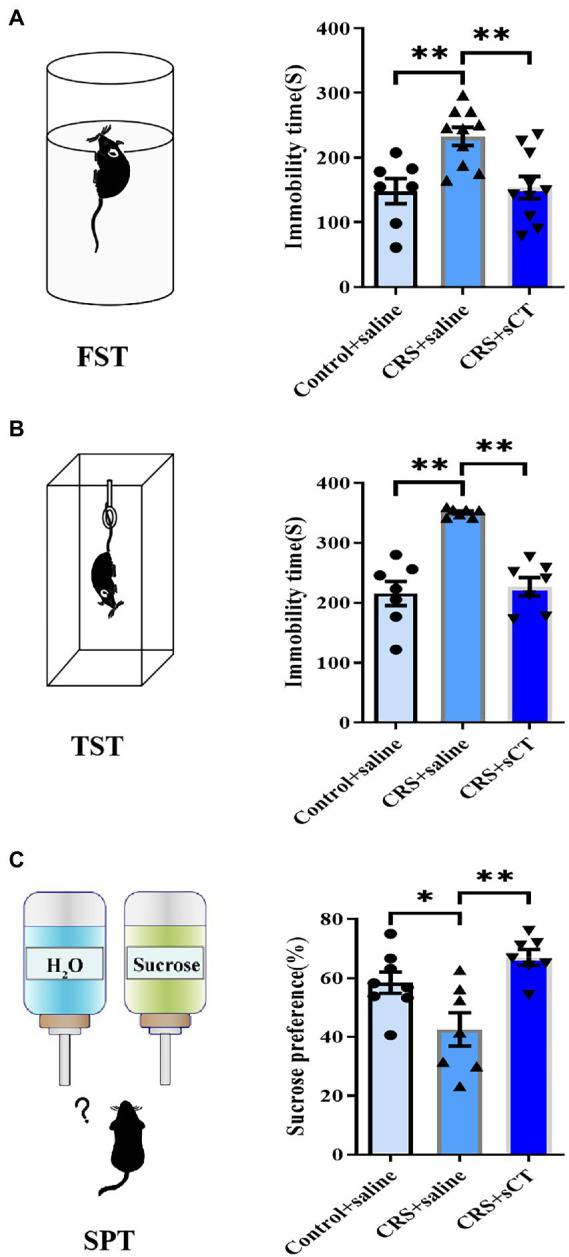 A
FST
Immobility time(S)
400
300
200
100
0
** **
Control+saline
CRS+saline
CRS+sCT
B
TST
Immobility time(S)
400
300
200
100
0
** **
Control+saline
CRS+saline
CRS+sCT
C
H2O
Sucrose
?
SPT
Sucrose preference(%)
80
60
40
20
0
* **
Control+saline
CRS+saline
CRS+sCT